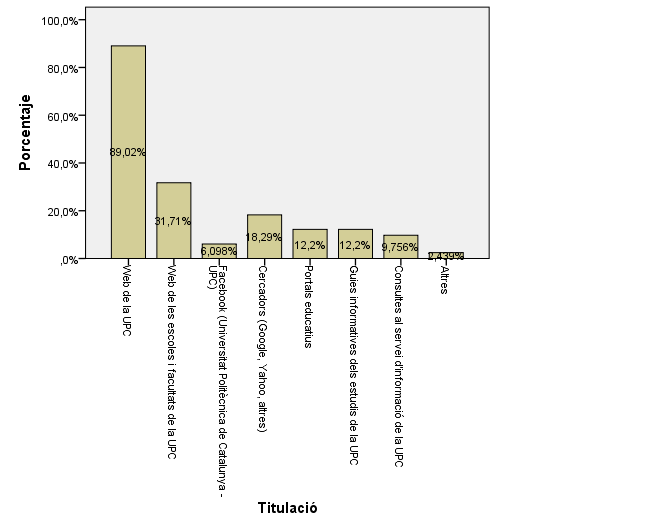 100,0%
80,0%
60,0%
40,0%
20,0%
,0%
Porcentaje
89,02%
31,71%
6,098%
18,29%
12,2%
12,2%
9,756%
2,439%
Web de la UPC
Web de les escoles i facultats de la UPC
Facebook (Universitat Politècnica de Catalunya -
UPC)
Cercadors (Google, Yahoo, altres)
Portals educatius
Guies informatives dels estudis de la UPC
Consultes al servei d'informació de la UPC
Altres
Titulació